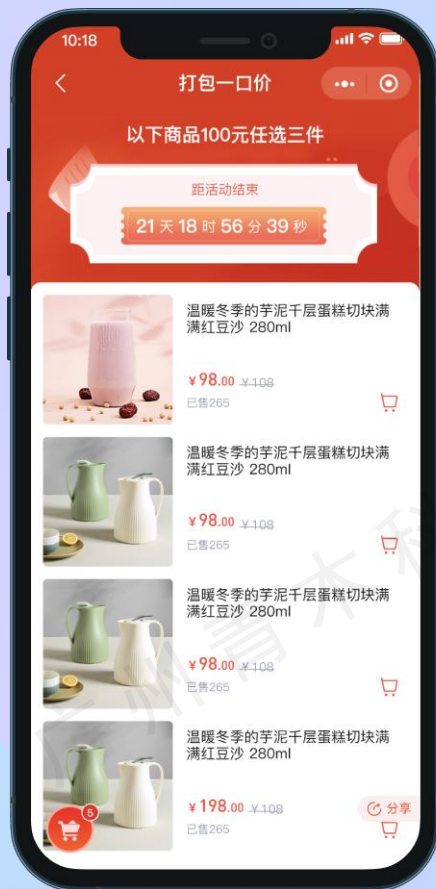 10:18
打包一口价
以下商品100元任选三件
距活动结束
21 天 18 时 56 分 39 秒
温暖冬季的芋泥千层蛋糕切块满
满红豆沙 280ml
¥98.00 ¥108
已售265
温暖冬季的芋泥千层蛋糕切块满
满红豆沙 280ml
¥98.00 ¥108
已售265
温暖冬季的芋泥千层蛋糕切块满
满红豆沙 280ml
¥98.00 ¥108
已售265
温暖冬季的芋泥千层蛋糕切块满
满红豆沙 280ml
¥198.00 ¥108
分享
已售265
5
广州青木科